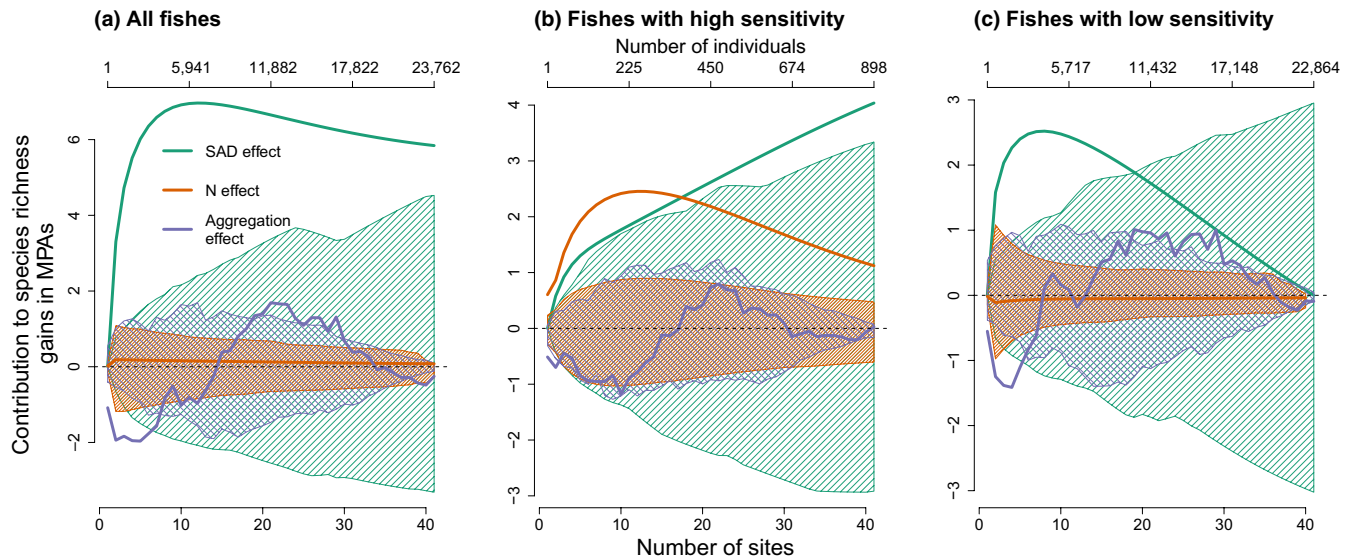 (a) All fishes
(b) Fishes with high sensitivity
(c) Fishes with low sensitivity
Number of individuals
1 5,941 11,882 17,822 23,762
1 225 450 674 898
1 5,717 11,432 17,148 22,864
Contribution to species richness
gains in MPAs
6
4
2
0
−2
SAD effect
N effect
Aggregation
effect
0 10 20 30 40
4
3
2
1
0
−1
−2
−3
0 10 20 30 40
3
2
1
0
−1
−2
−3
0 10 20 30 40
Number of sites